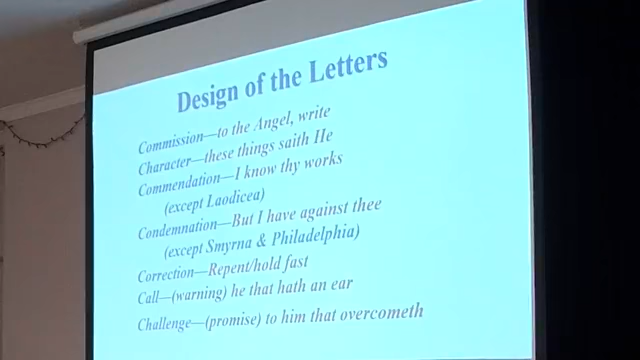 Design of the Letters
Commission—to the Angel, write
Character—these things saith He
Commendation—I know thy works
(except Laodicea)
Condemnation—But I have against thee
(except Smyrna & Philadelphia)
Correction—Repent/hold fast
Call—(warning) he that hath an ear
Challenge—(promise) to him that overcometh